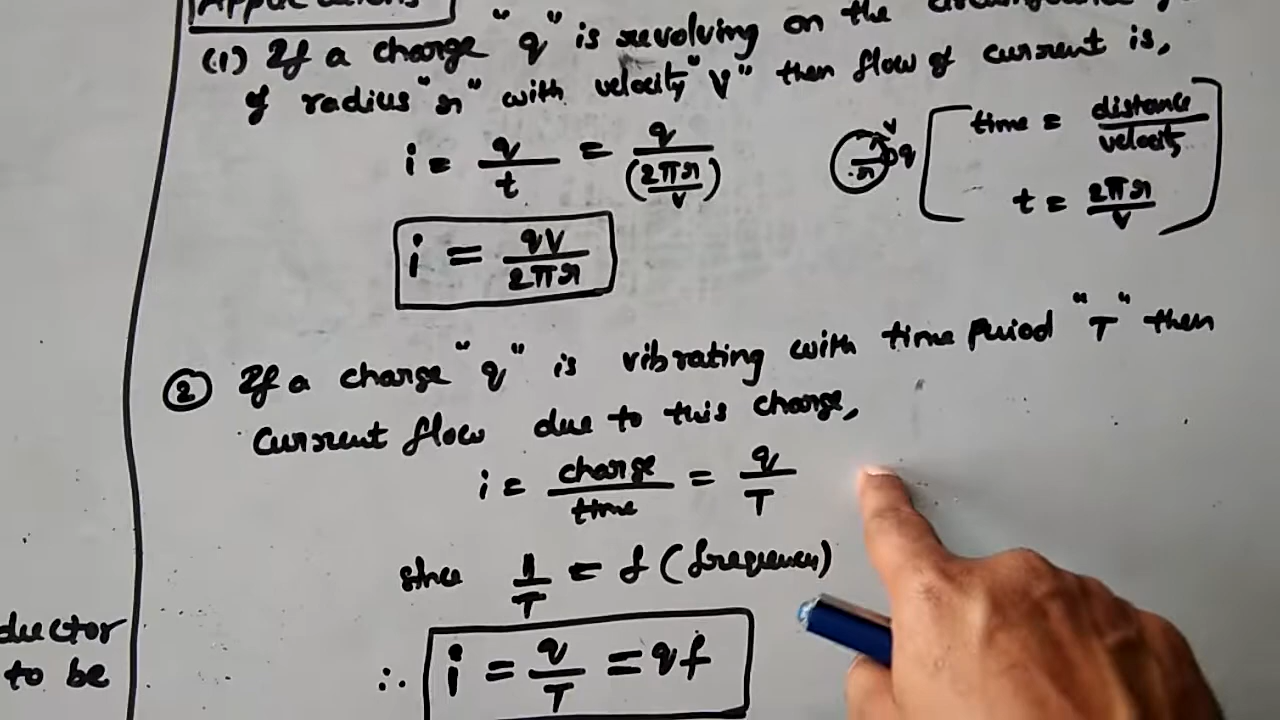 Applications
(1) If a charge "q" is revolving on the circumference
of radius "r" with velocity "V" then flow of current is,
i = q/t = q/(2πr/v)
v
r
q
time = distance/velocity
t = 2πr/v
i = qV/2πr
(2) If a charge "q" is vibrating with time period "T" then
current flow due to this charge,
i = charge/time = q/T
since 1/T = f (frequency)
∴ i = q/T = qf
ductor
to be